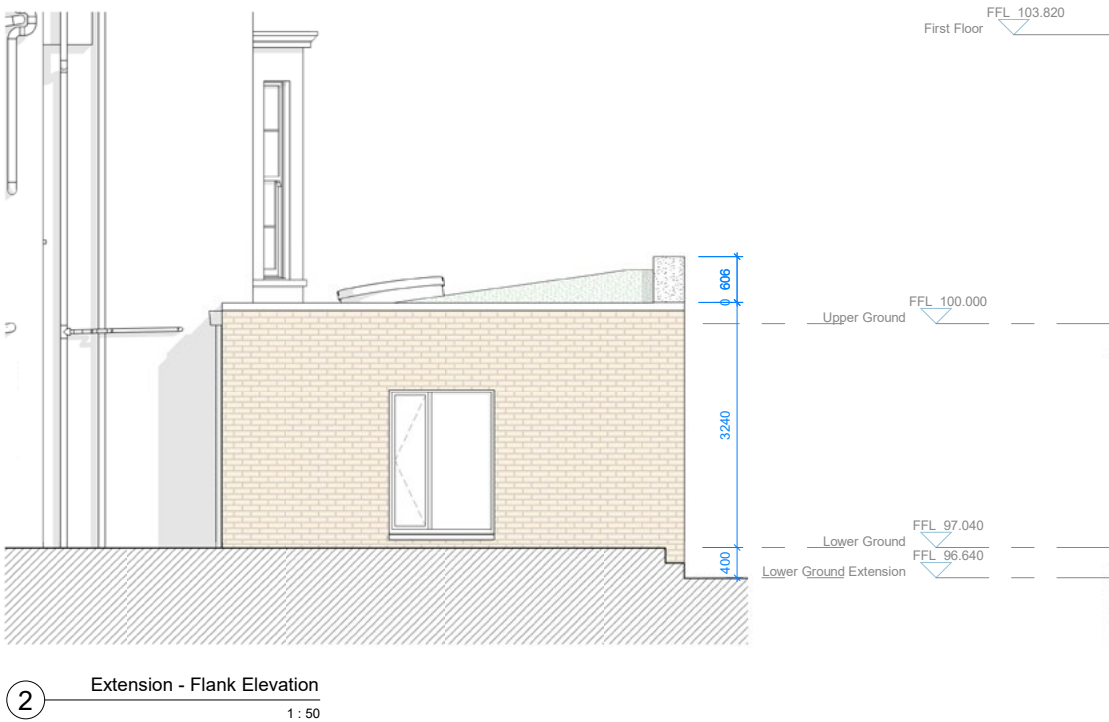 FFL 103.820
First Floor
0 606
FFL 100.000
Upper Ground
3240
FFL 97.040
Lower Ground
FFL 96.640
400
Lower Ground Extension
2
Extension - Flank Elevation
1 : 50